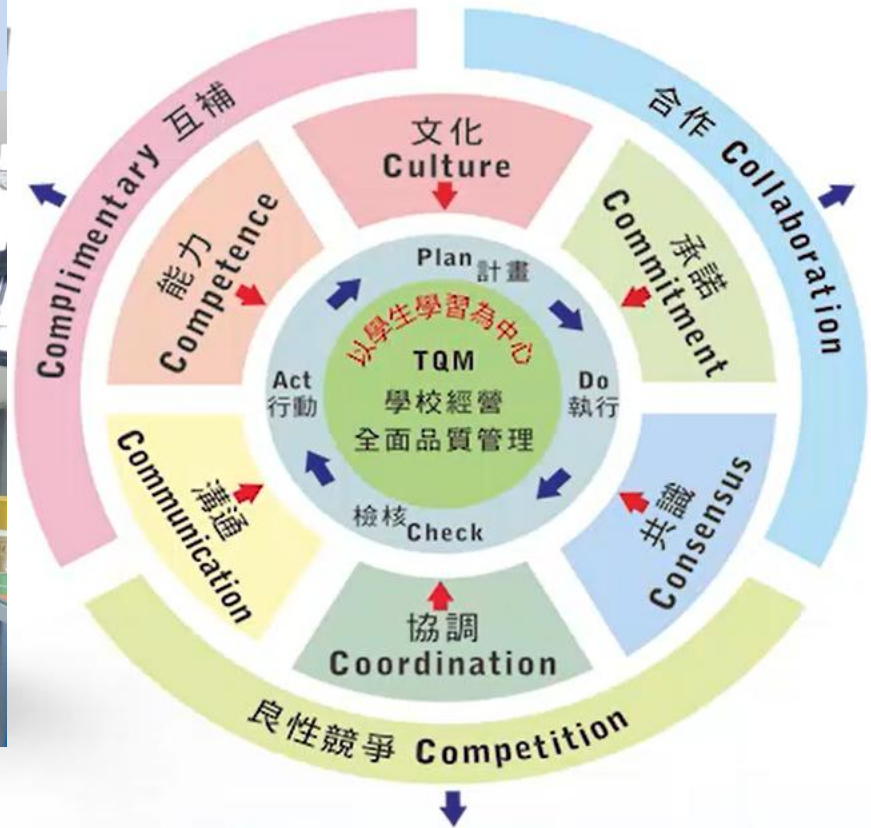 Complimentary 互補
合作 Collaboration
良性競爭 Competition
文化
Culture
承諾
Commitment
共識
Consensus
協調
Coordination
溝通
Communication
能力
Competence
Plan 計畫
Do
執行
檢核 Check
Act
行動
以學生學習為中心
TQM
學校經營
全面品質管理